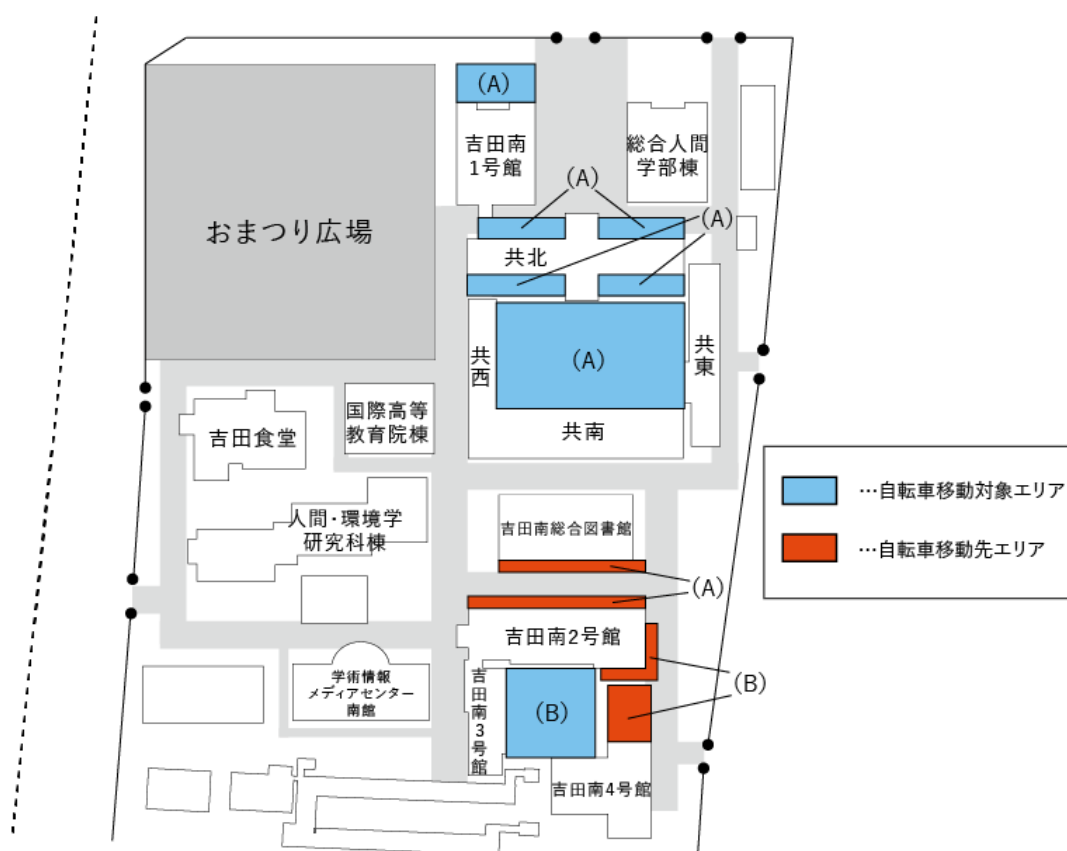 (A)
吉田南
1号館
総合人間
学部棟
(A)
(A)
おまつり広場
共北
共西
(A)
共東
国際高等
教育院棟
吉田食堂
共南
…自転車移動対象エリア
人間・環境学
研究科棟
吉田南総合図書館
…自転車移動先エリア
(A)
吉田南2号館
学術情報
メディアセンター
南館
吉田南3号館
(B)
(B)
吉田南4号館